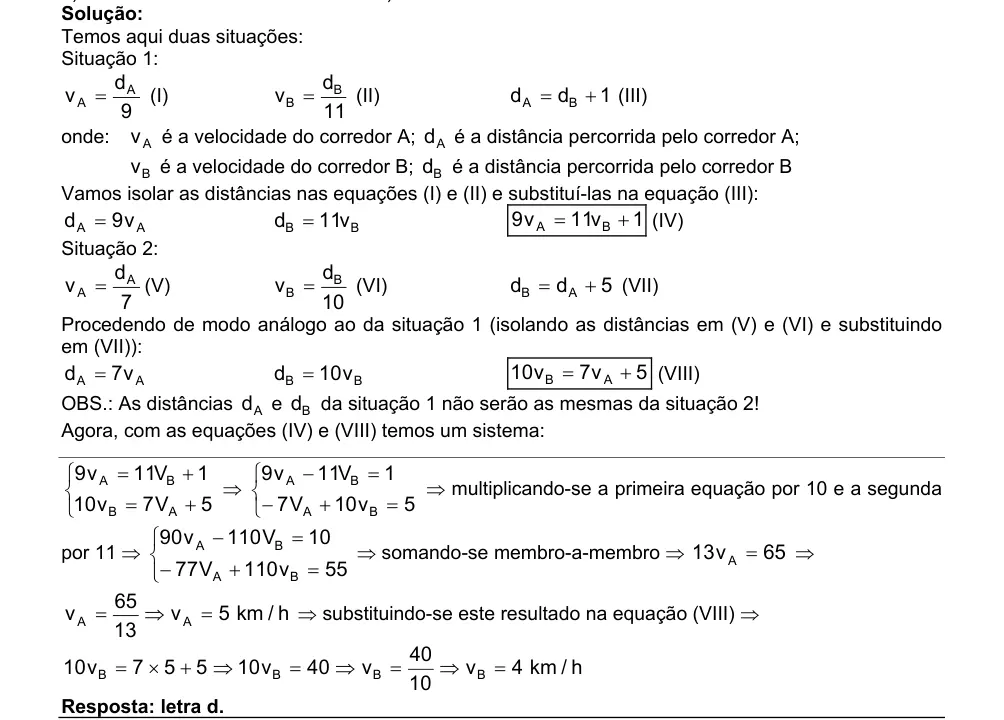 Solução:
Temos aqui duas situações:
Situação 1:
v_A = d_A/9 (I) v_B = d_B/11 (II) d_A = d_B + 1 (III)
onde: v_A é a velocidade do corredor A; d_A é a distância percorrida pelo corredor A;
v_B é a velocidade do corredor B; d_B é a distância percorrida pelo corredor B
Vamos isolar as distâncias nas equações (I) e (II) e substituí-las na equação (III):
d_A = 9v_A d_B = 11v_B 9v_A = 11v_B + 1 (IV)
Situação 2:
v_A = d_A/7 (V) v_B = d_B/10 (VI) d_B = d_A + 5 (VII)
Procedendo de modo análogo ao da situação 1 (isolando as distâncias em (V) e (VI) e substituindo
em (VII)):
d_A = 7v_A d_B = 10v_B 10v_B = 7v_A + 5 (VIII)
OBS.: As distâncias d_A e d_B da situação 1 não serão as mesmas da situação 2!
Agora, com as equações (IV) e (VIII) temos um sistema:
{9v_A = 11V_B + 1 ; 10v_B = 7V_A + 5 ⇒ {9v_A − 11V_B = 1 ; −7V_A + 10v_B = 5 ⇒ multiplicando-se a primeira equação por 10 e a segunda
por 11 ⇒ {90v_A − 110V_B = 10 ; −77V_A + 110v_B = 55 ⇒ somando-se membro-a-membro ⇒ 13v_A = 65 ⇒
v_A = 65/13 ⇒ v_A = 5 km / h ⇒ substituindo-se este resultado na equação (VIII) ⇒
10v_B = 7 × 5 + 5 ⇒ 10v_B = 40 ⇒ v_B = 40/10 ⇒ v_B = 4 km / h
Resposta: letra d.